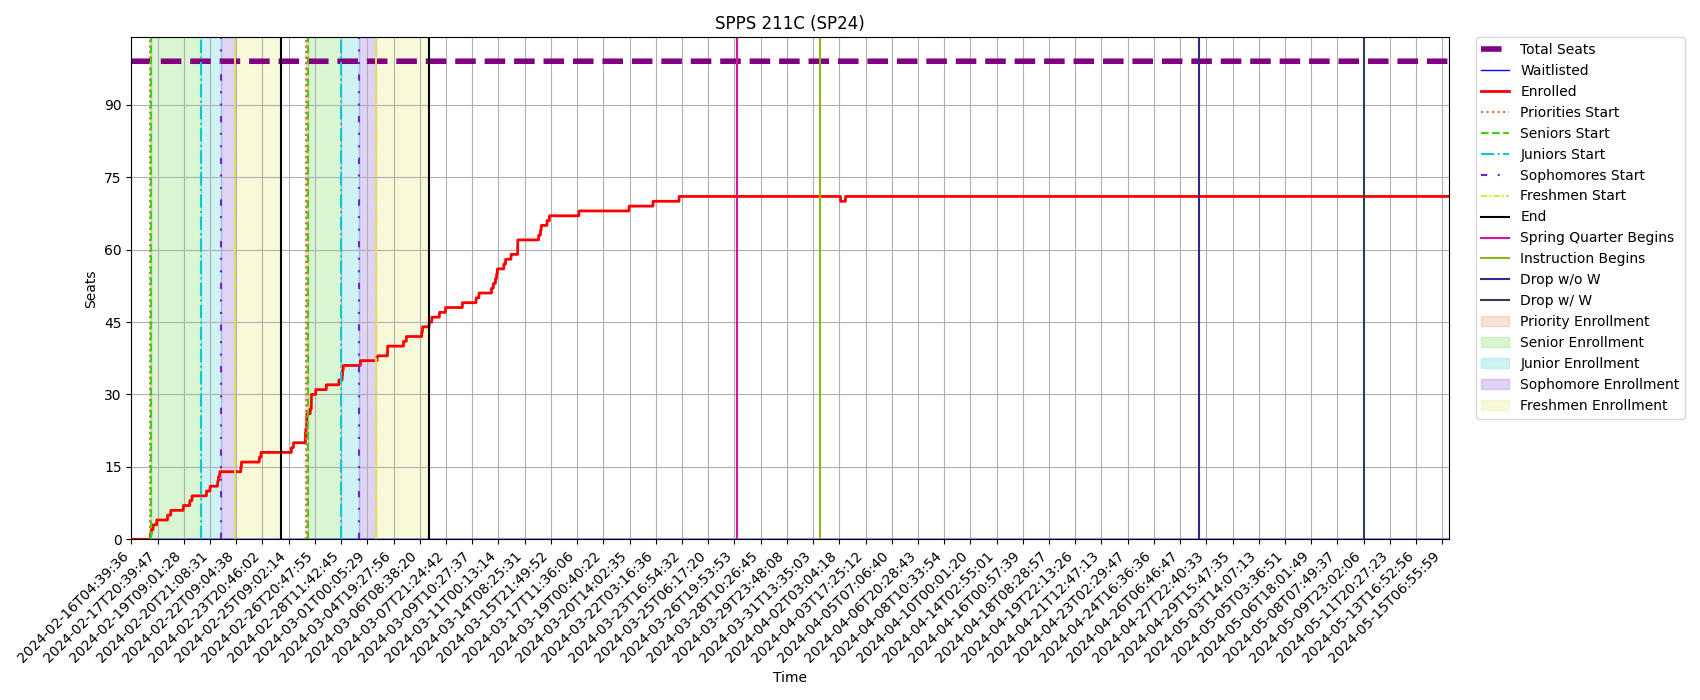 SPPS 211C (SP24)
Seats
90
75
60
45
30
15
0
2024-02-16T04:39:36
2024-02-17T20:39:47
2024-02-19T09:01:28
2024-02-20T21:08:31
2024-02-22T09:04:38
2024-02-23T20:46:02
2024-02-25T09:02:14
2024-02-26T20:47:55
2024-02-28T11:42:45
2024-03-01T00:05:29
2024-03-04T19:27:56
2024-03-06T08:38:20
2024-03-07T21:24:42
2024-03-09T10:27:37
2024-03-11T00:13:14
2024-03-14T08:25:31
2024-03-15T21:49:52
2024-03-17T11:36:06
2024-03-19T00:40:22
2024-03-20T14:02:35
2024-03-22T03:16:36
2024-03-23T16:54:32
2024-03-25T06:17:20
2024-03-26T19:53:53
2024-03-28T10:26:45
2024-03-29T23:48:08
2024-03-31T13:35:03
2024-04-02T03:04:18
2024-04-05T17:25:12
2024-04-05T07:06:40
2024-04-06T20:28:43
2024-04-08T10:33:54
2024-04-10T00:01:20
2024-04-14T02:55:01
2024-04-16T00:57:39
2024-04-18T08:28:57
2024-04-19T22:13:26
2024-04-21T12:47:13
2024-04-23T02:29:47
2024-04-24T16:36:36
2024-04-26T06:46:47
2024-04-27T22:40:33
2024-04-29T15:47:35
2024-05-03T14:07:13
2024-05-05T03:36:51
2024-05-06T18:01:49
2024-05-08T07:49:37
2024-05-09T23:02:06
2024-05-11T20:27:23
2024-05-13T16:52:56
2024-05-15T06:55:59
Time
Total Seats
Waitlisted
Enrolled
Priorities Start
Seniors Start
Juniors Start
Sophomores Start
Freshmen Start
End
Spring Quarter Begins
Instruction Begins
Drop w/o W
Drop w/ W
Priority Enrollment
Senior Enrollment
Junior Enrollment
Sophomore Enrollment
Freshmen Enrollment